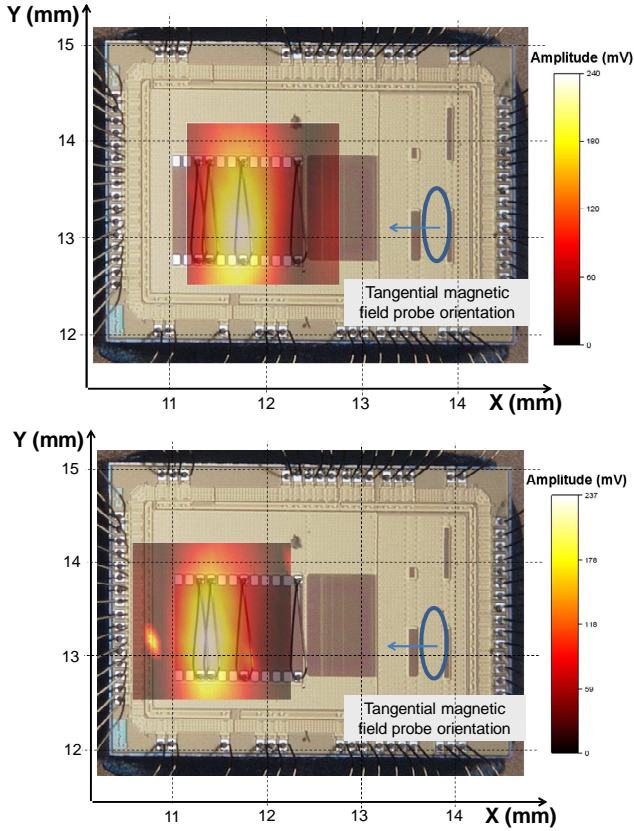 Y (mm)
15
14
13
12
Amplitude (mV)
240
180
120
60
0
Tangential magnetic
field probe orientation
11
12
13
14
X (mm)
Y (mm)
15
14
13
12
Amplitude (mV)
237
178
118
59
0
Tangential magnetic
field probe orientation
11
12
13
14
X (mm)